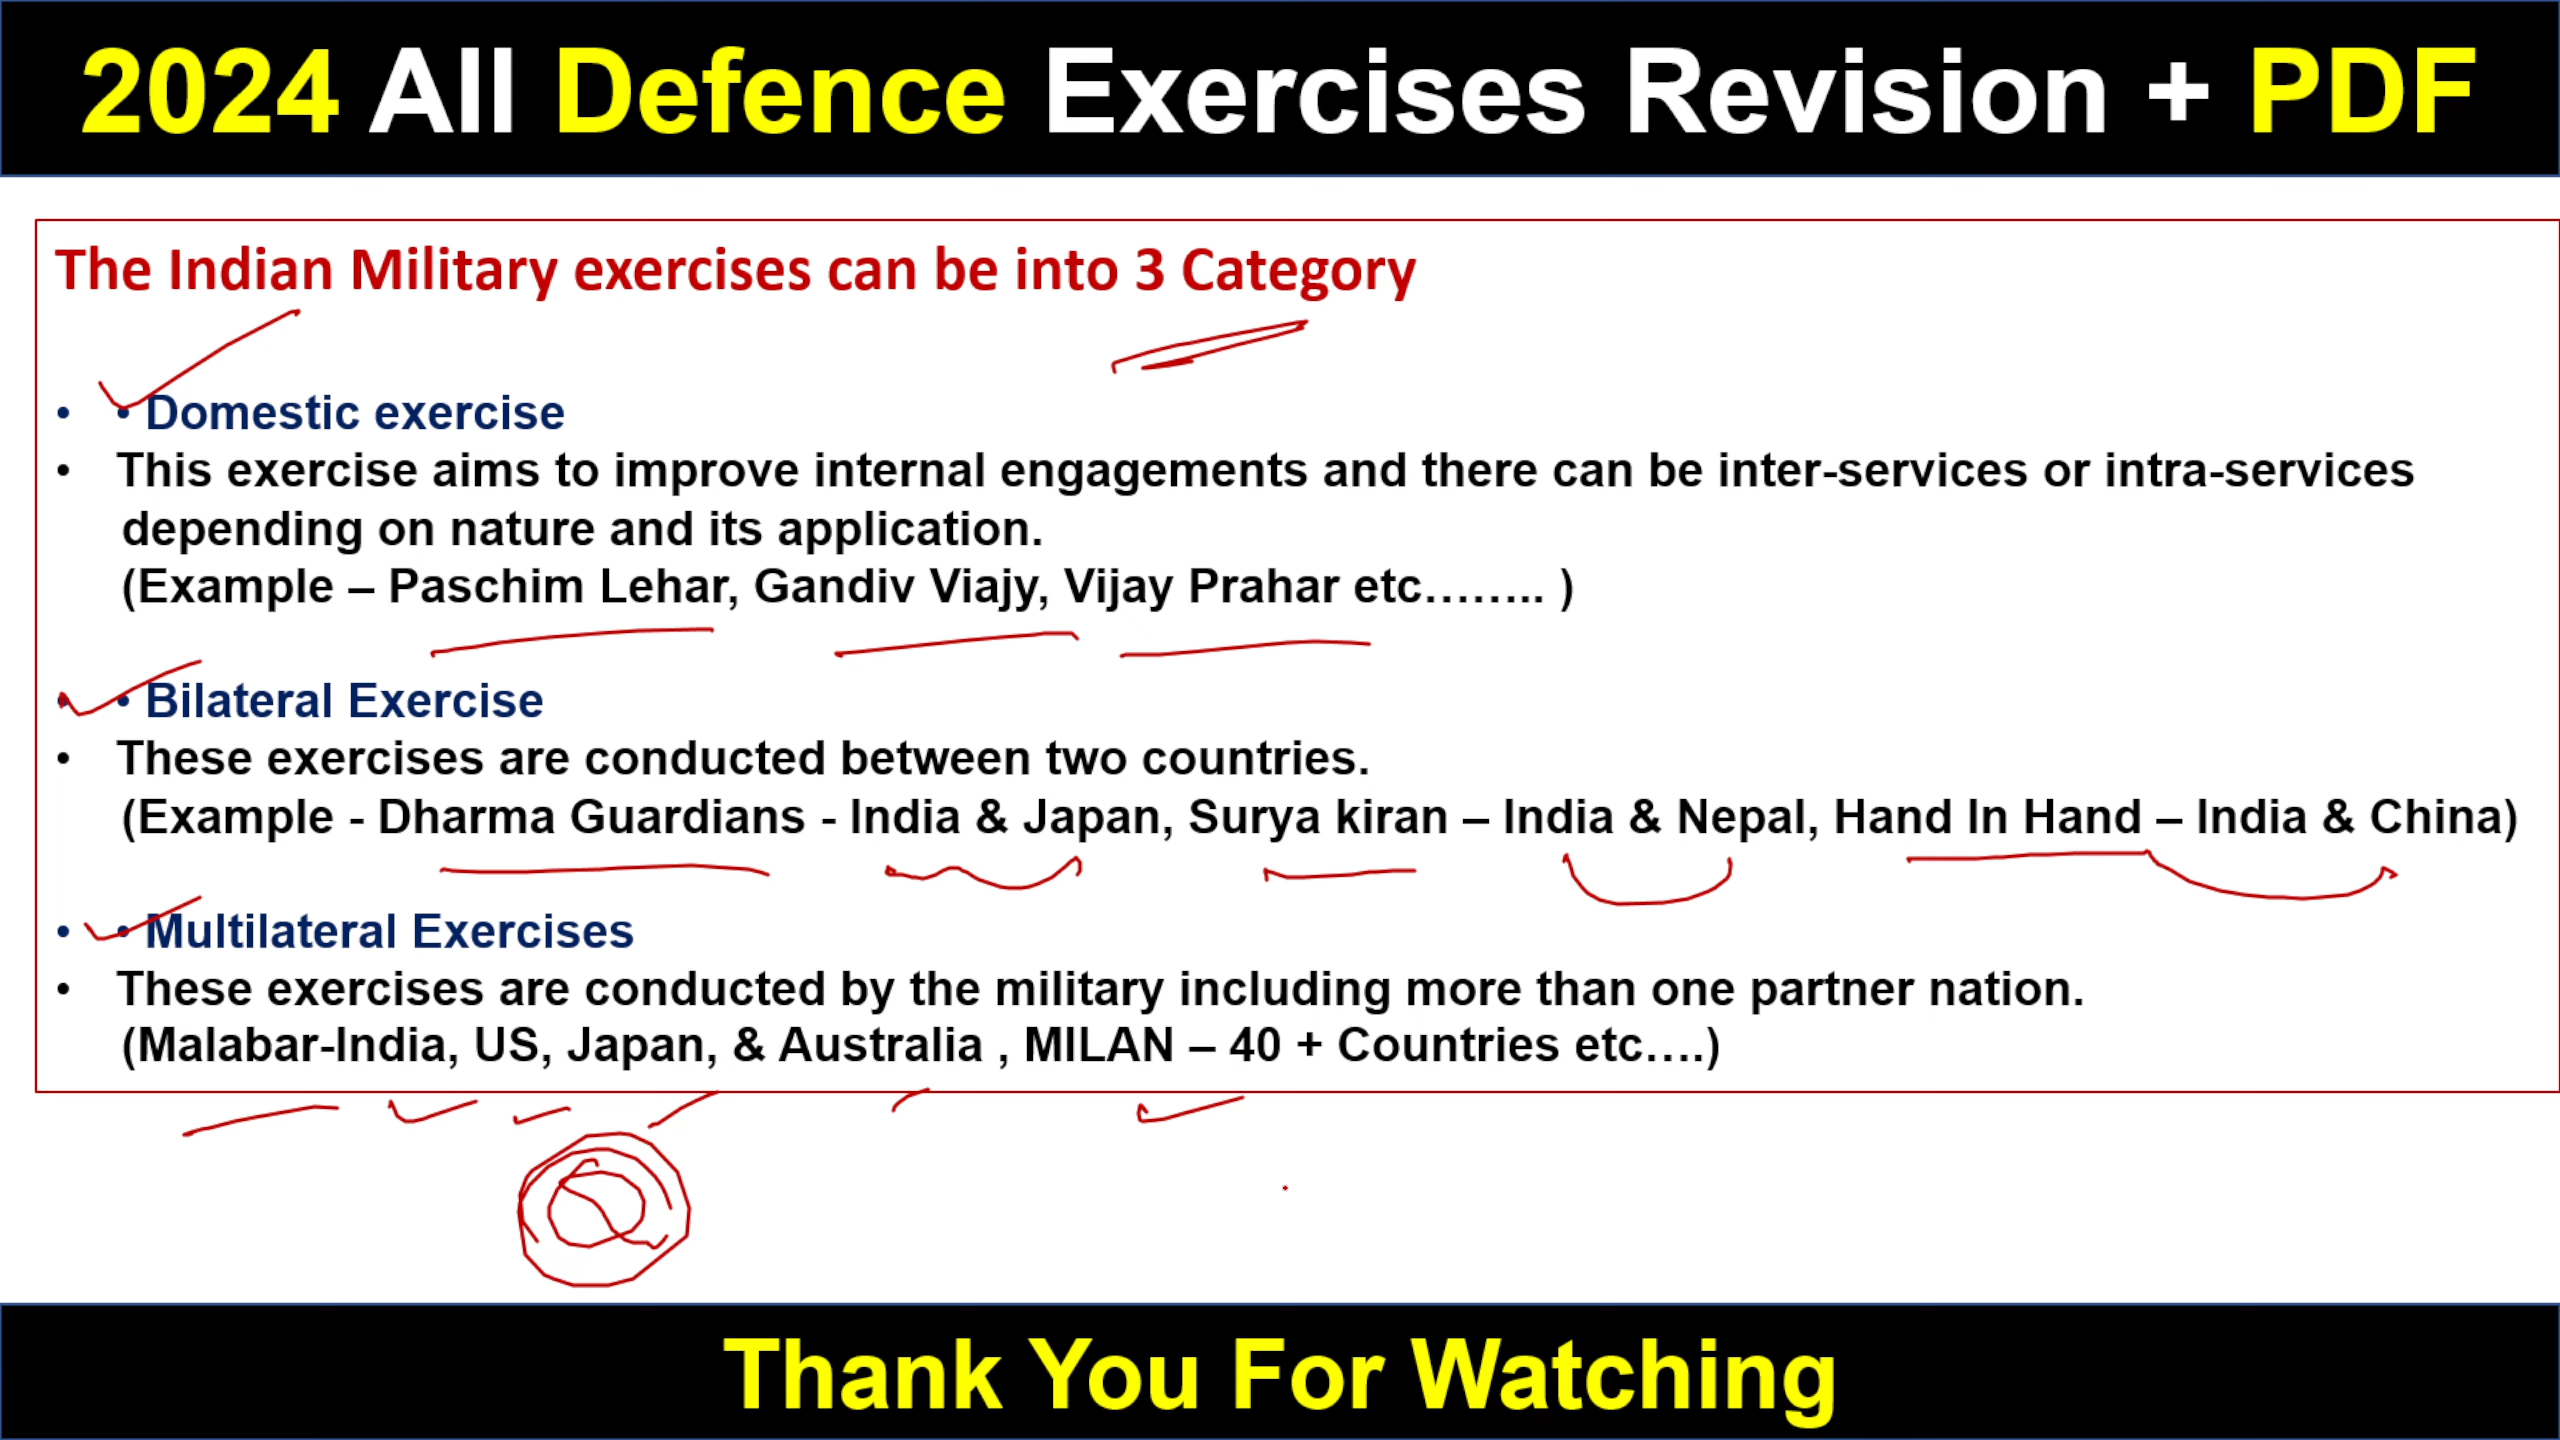 2024 All Defence Exercises Revision + PDF
The Indian Military exercises can be into 3 Category
• • Domestic exercise
• This exercise aims to improve internal engagements and there can be inter-services or intra-services
depending on nature and its application.
(Example – Paschim Lehar, Gandiv Viajy, Vijay Prahar etc…….. )
• • Bilateral Exercise
• These exercises are conducted between two countries.
(Example - Dharma Guardians - India & Japan, Surya kiran – India & Nepal, Hand In Hand – India & China)
• • Multilateral Exercises
• These exercises are conducted by the military including more than one partner nation.
(Malabar-India, US, Japan, & Australia , MILAN – 40 + Countries etc….)
Thank You For Watching